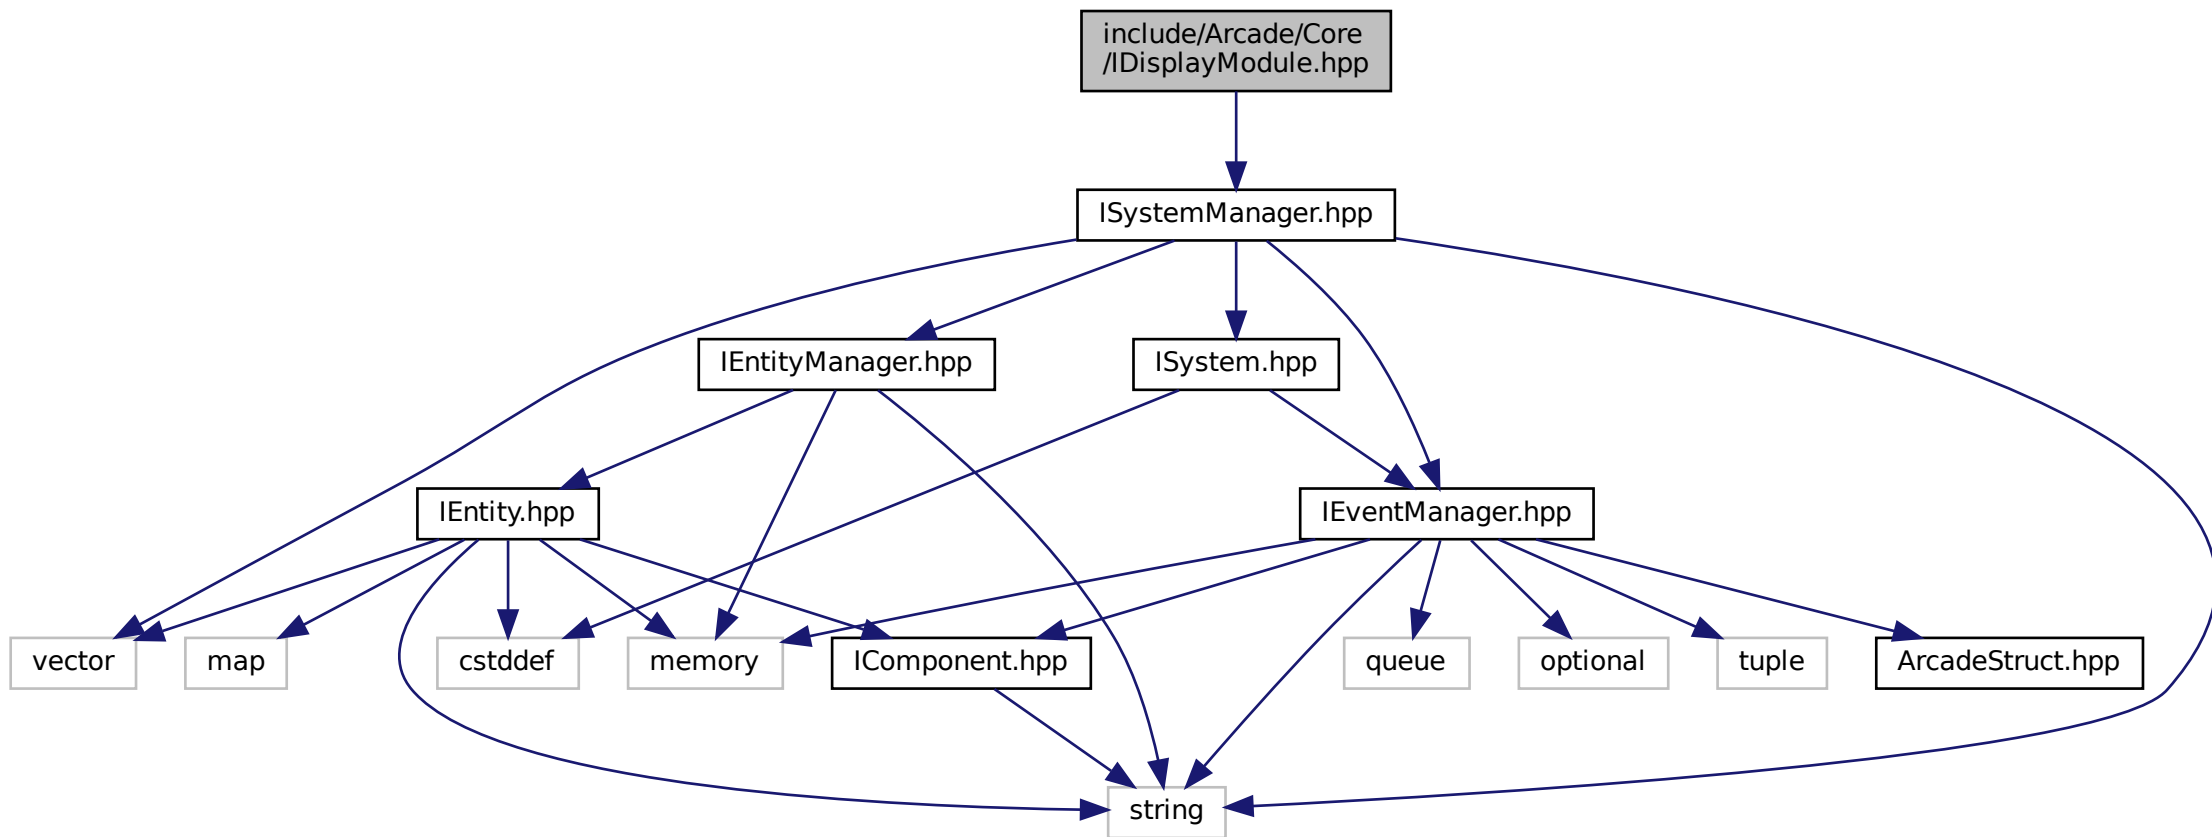 include/Arcade/Core
/IDisplayModule.hpp
ISystemManager.hpp
IEntityManager.hpp
ISystem.hpp
IEntity.hpp
IEventManager.hpp
vector
map
cstddef
memory
IComponent.hpp
queue
optional
tuple
ArcadeStruct.hpp
string